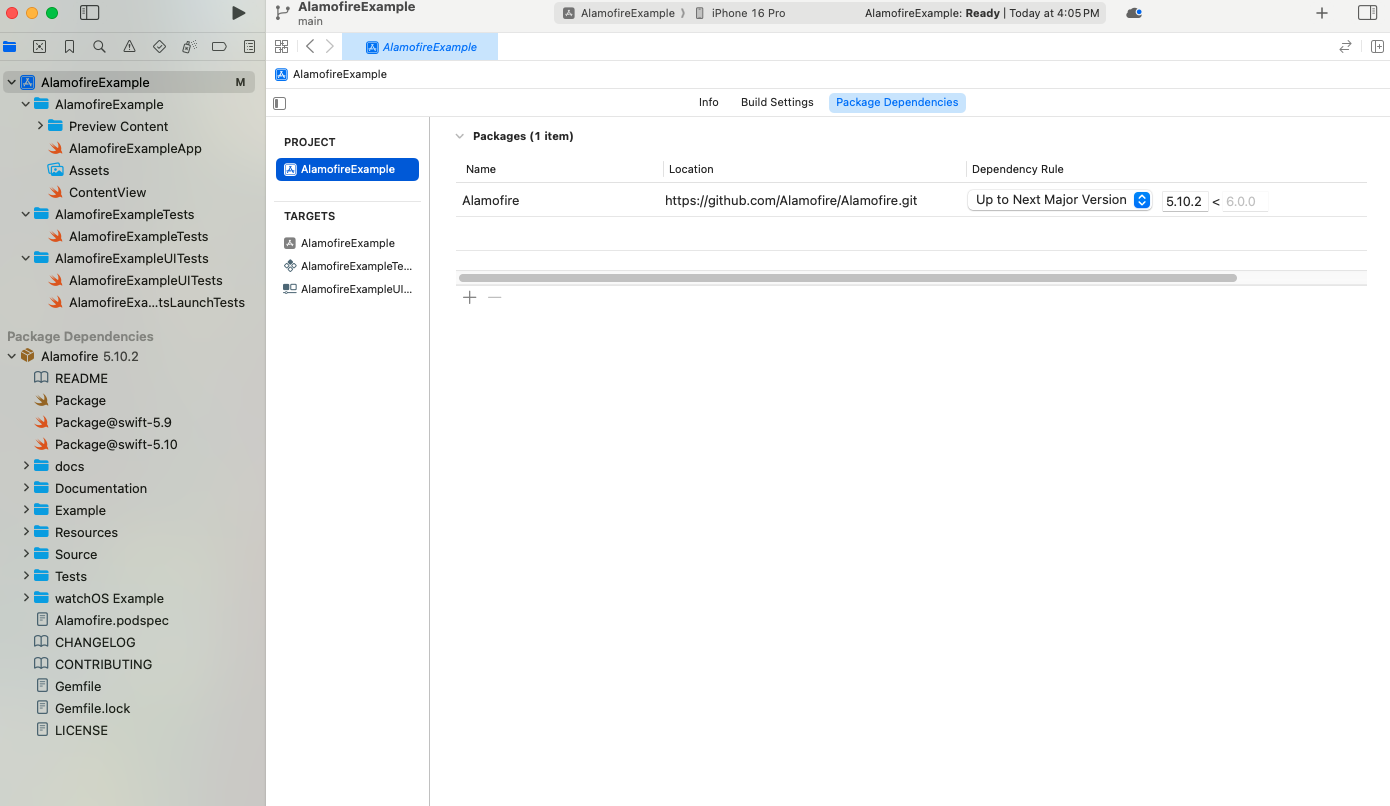 AlamofireExample
main
AlamofireExample
iPhone 16 Pro
AlamofireExample: Ready | Today at 4:05 PM
AlamofireExample
AlamofireExample
AlamofireExample M
AlamofireExample
Preview Content
AlamofireExampleApp
Assets
ContentView
AlamofireExampleTests
AlamofireExampleTests
AlamofireExampleUITests
AlamofireExampleUITests
AlamofireExa...tsLaunchTests
Package Dependencies
Alamofire 5.10.2
README
Package
Package@swift-5.9
Package@swift-5.10
docs
Documentation
Example
Resources
Source
Tests
watchOS Example
Alamofire.podspec
CHANGELOG
CONTRIBUTING
Gemfile
Gemfile.lock
LICENSE
Info
Build Settings
Package Dependencies
PROJECT
AlamofireExample
TARGETS
AlamofireExample
AlamofireExampleTe...
AlamofireExampleUI...
Packages (1 item)
Name Location Dependency Rule
Alamofire https://github.com/Alamofire/Alamofire.git Up to Next Major Version 5.10.2 < 6.0.0